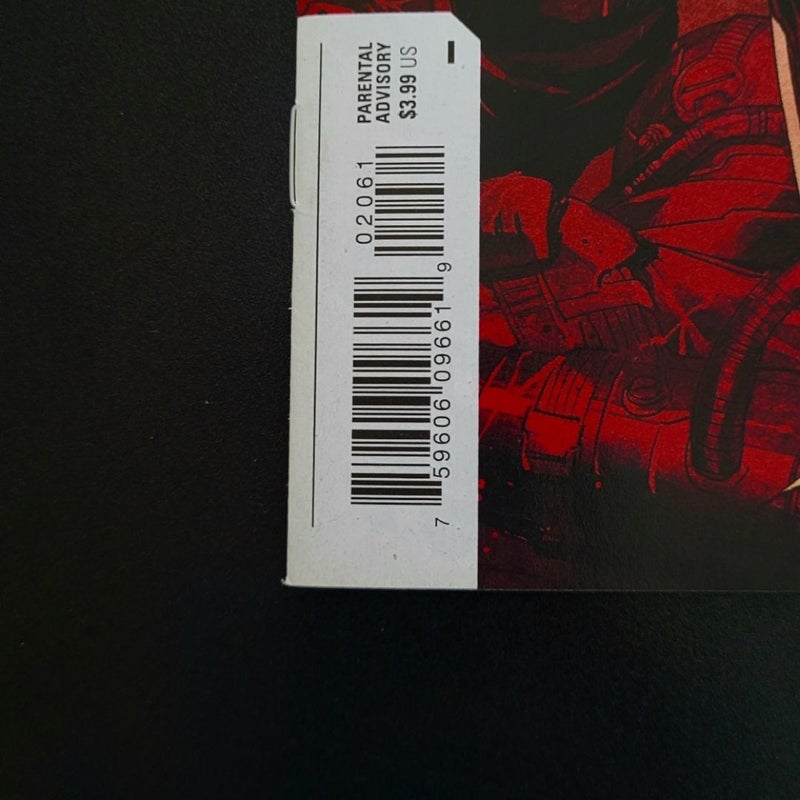 PARENTAL
ADVISORY
$3.99 US
02061
7 59606 09661 9